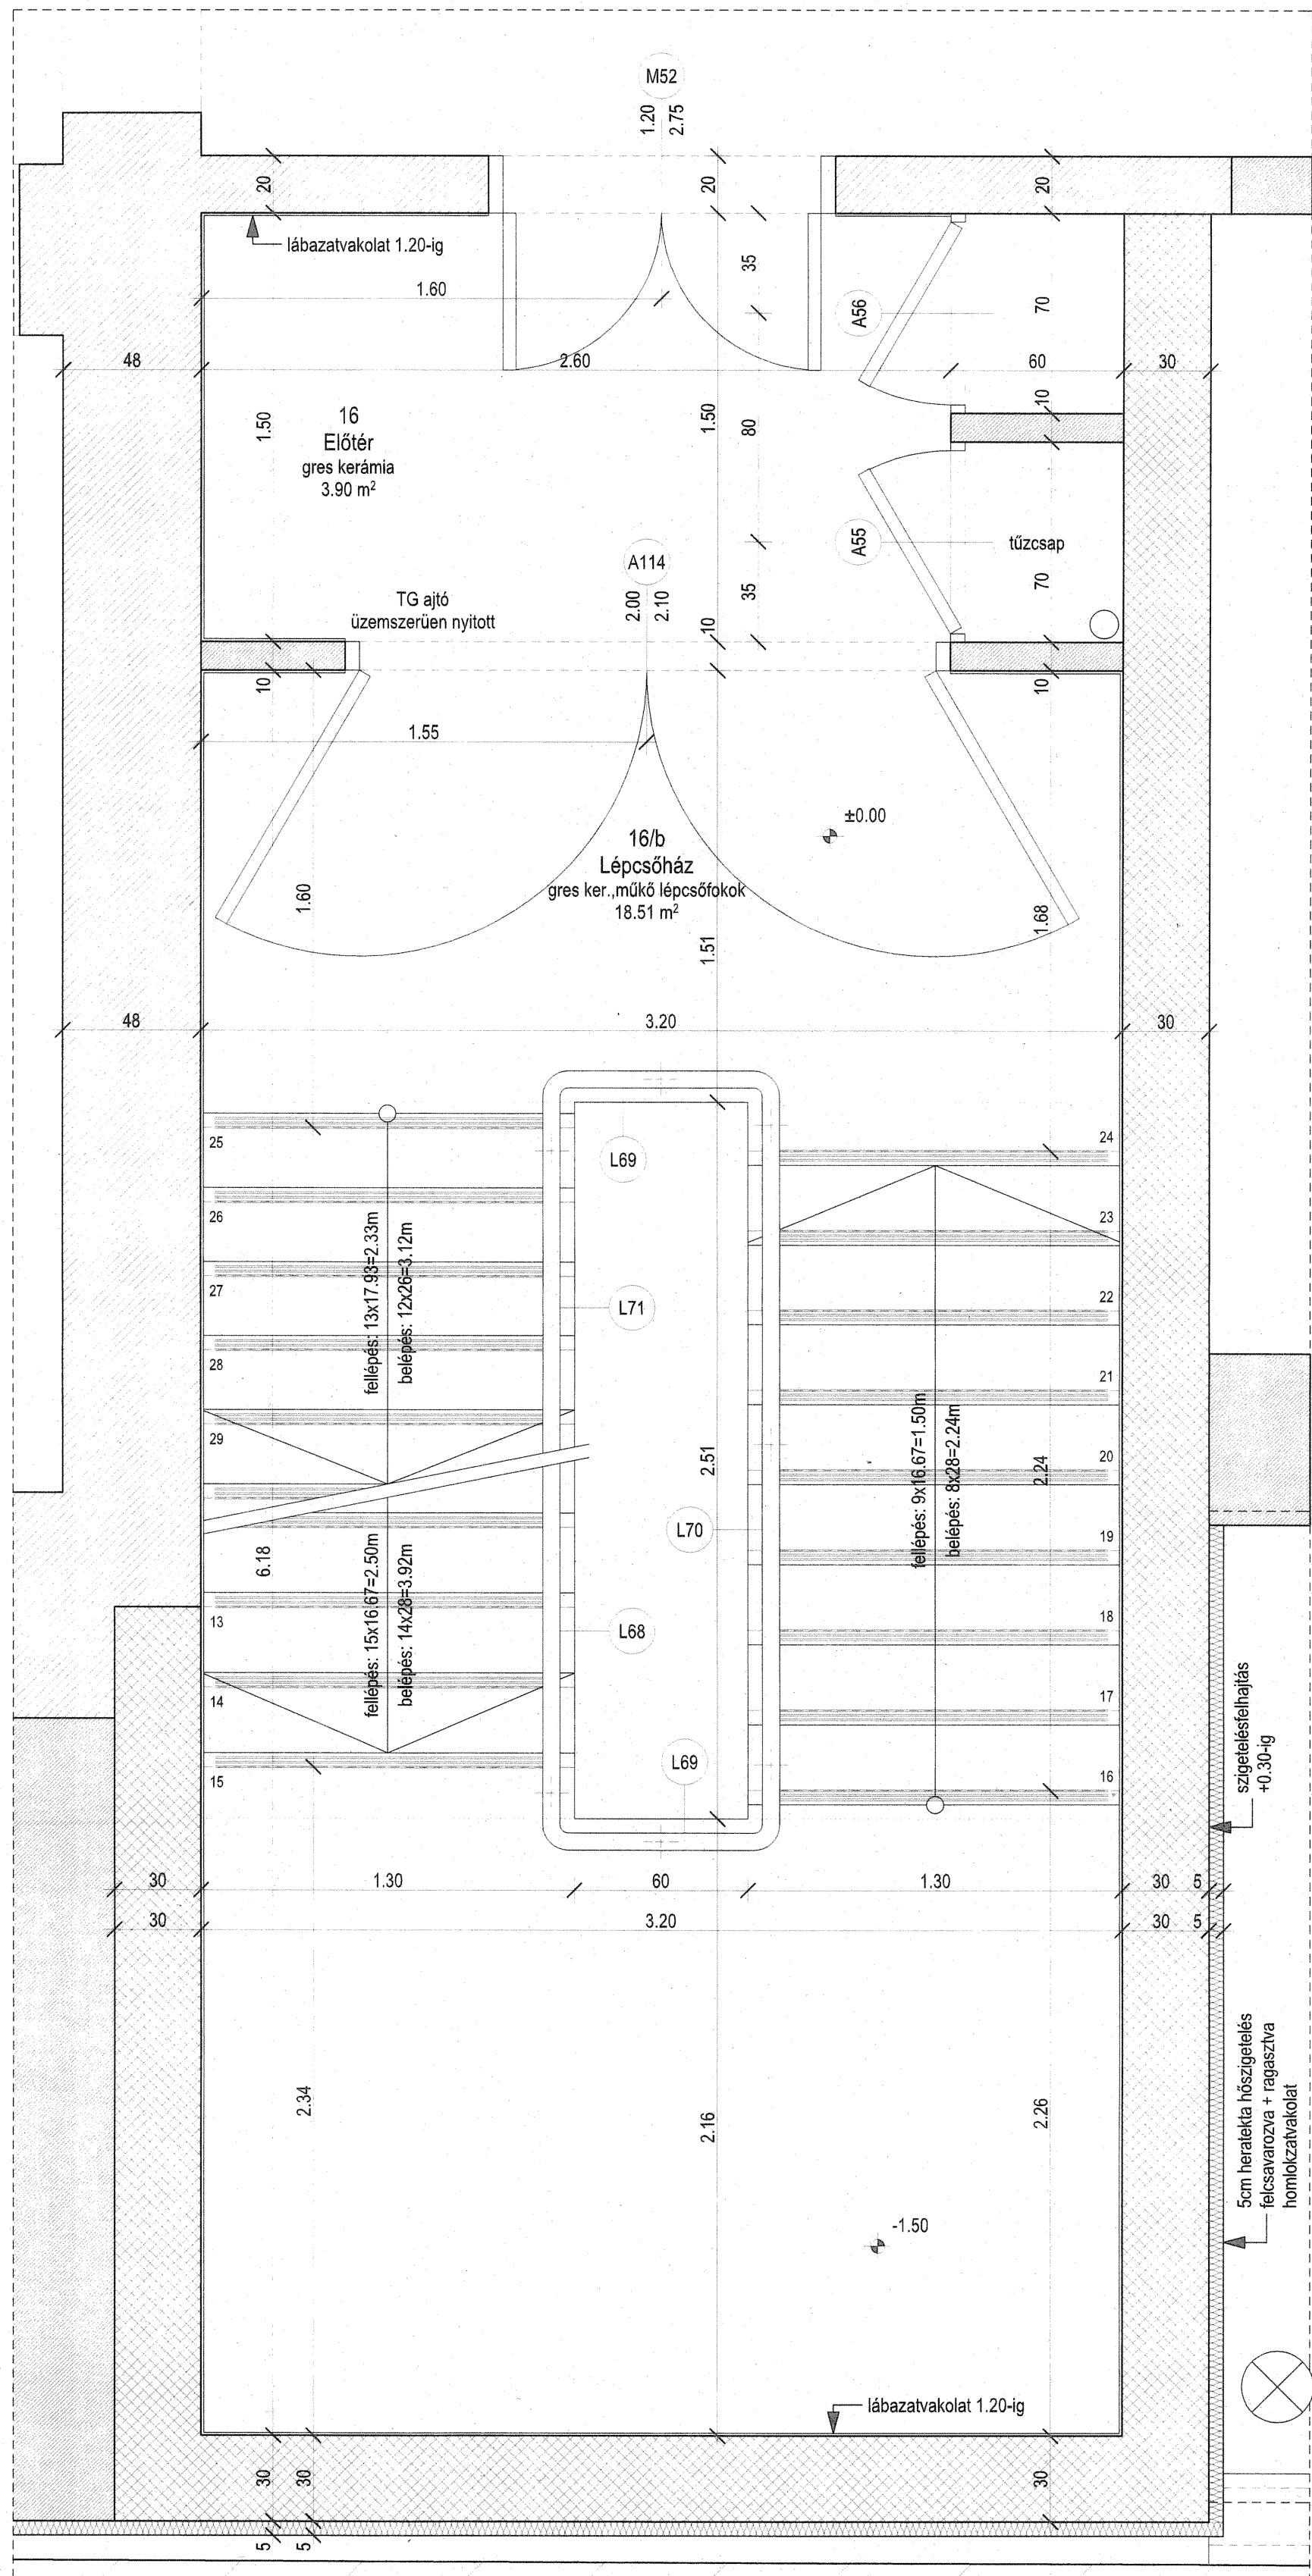 M52
1.20
2.75
20
20
20
lábazatvakolat 1.20-ig
35
1.60
A56
70
48
2.60
60
30
10
16
Előtér
gres kerámia
3.90 m²
1.50
1.50
80
A55
tűzcsap
A114
2.00
2.10
35
70
TG ajtó
üzemszerüen nyitott
10
10
10
1.55
±0.00
16/b
Lépcsőház
gres ker.,műkő lépcsőfokok
18.51 m²
1.60
1.51
1.68
48
3.20
30
25
26
27
28
29
fellépés: 13x17.93=2.33m
belépés: 12x26=3.12m
L69
L71
2.51
L70
L68
L69
24
23
22
21
20
19
18
17
16
fellépés: 9x16.67=1.50m
belépés: 8x28=2.24m
2.24
6.18
13
14
15
fellépés: 15x16.67=2.50m
belépés: 14x28=3.92m
szigetelésfelhajtás
+0.30-ig
30
1.30
60
1.30
30
5
30
3.20
30
5
2.34
2.16
2.26
5cm heratekta hőszigetelés
felcsavarozva + ragasztva
homlokzatvakolat
-1.50
lábazatvakolat 1.20-ig
30
30
30
5
5